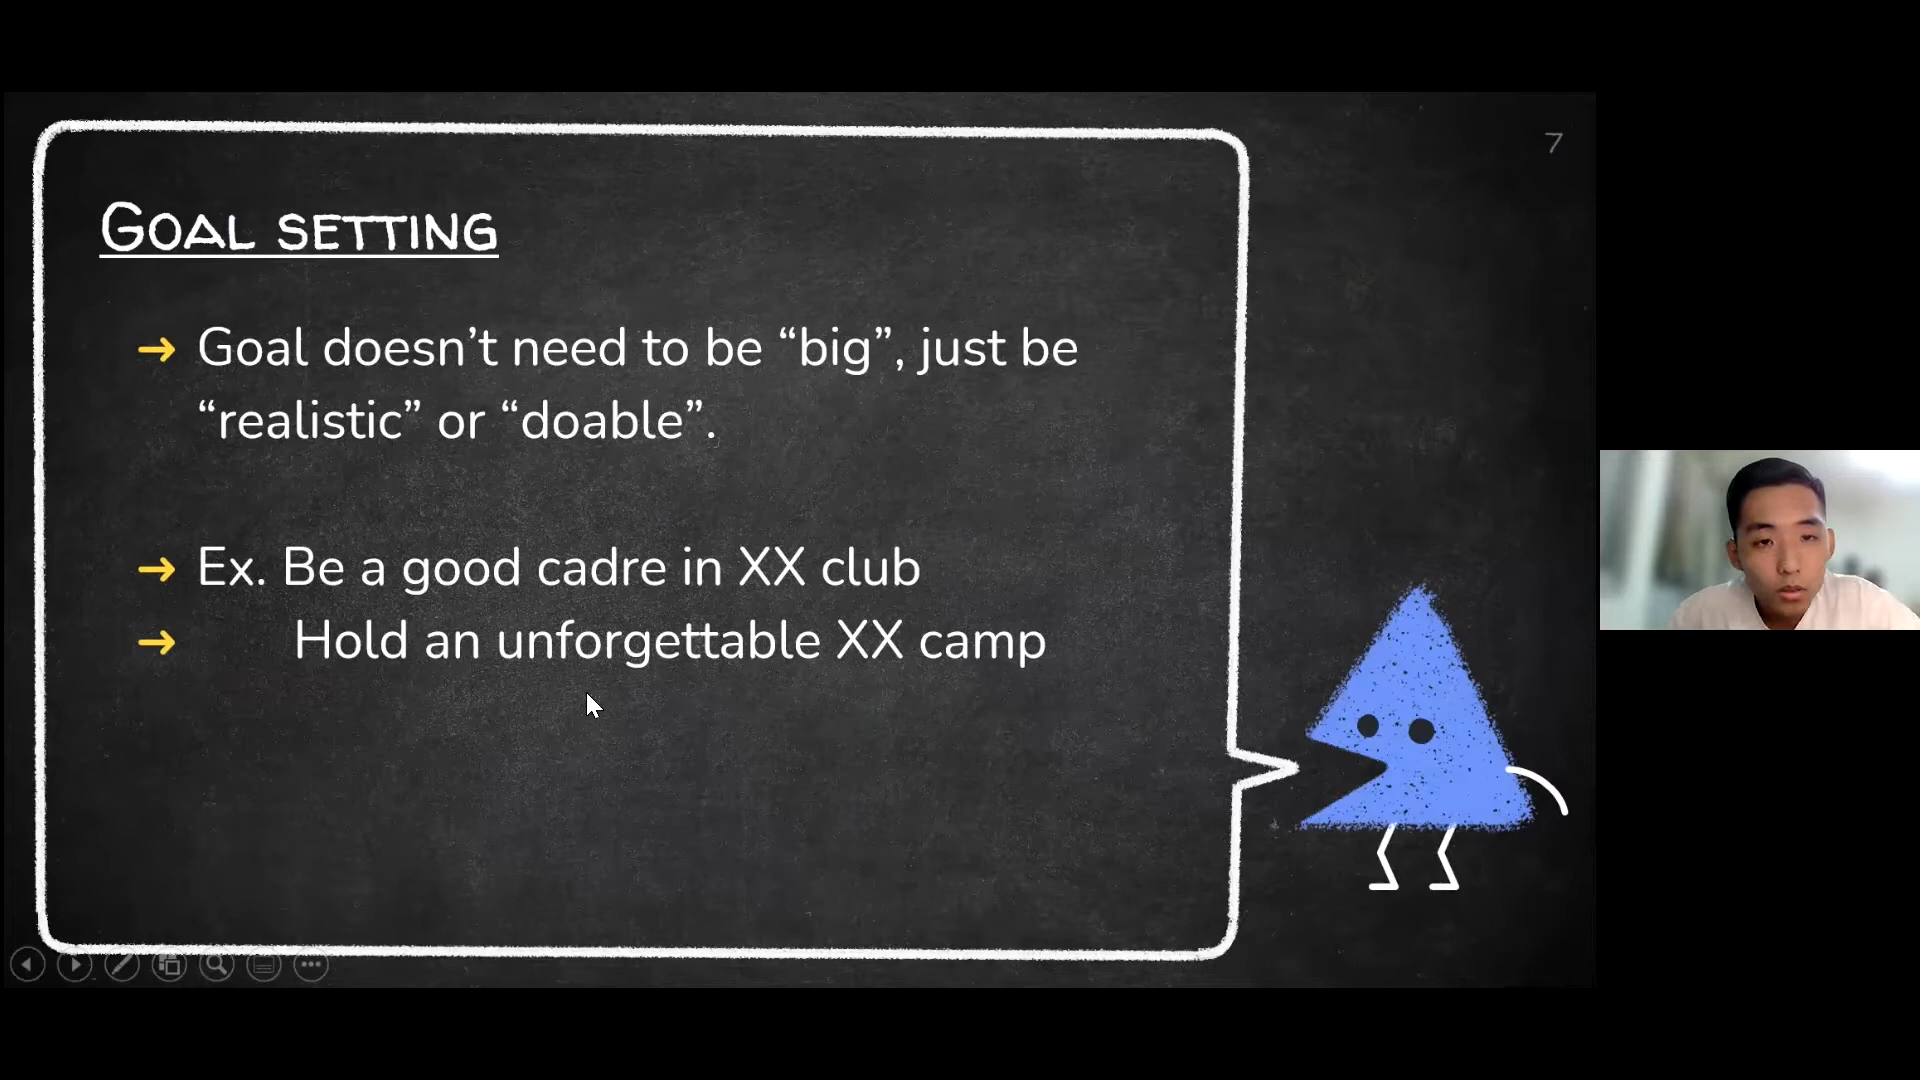 7
GOAL SETTING
➔ Goal doesn’t need to be “big”, just be
“realistic” or “doable”.
➔ Ex. Be a good cadre in XX club
➔ Hold an unforgettable XX camp